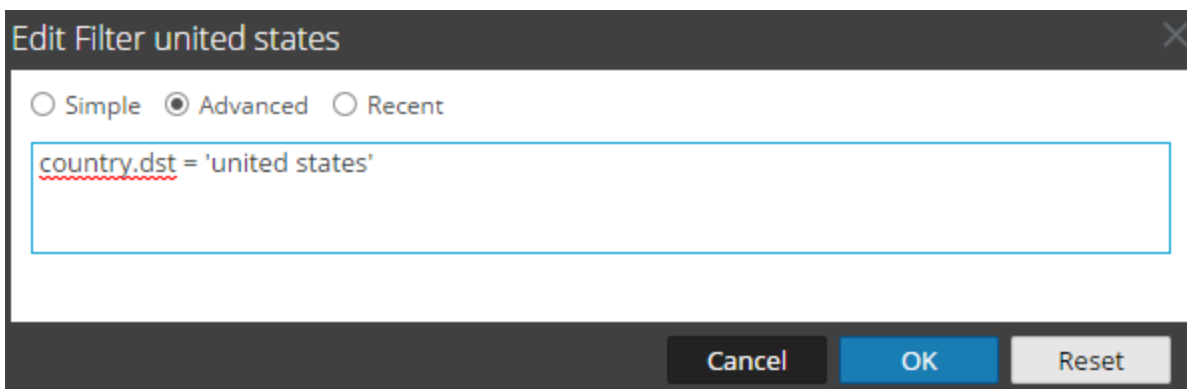 Edit Filter united states
Simple Advanced Recent
country.dst = 'united states'
Cancel OK Reset